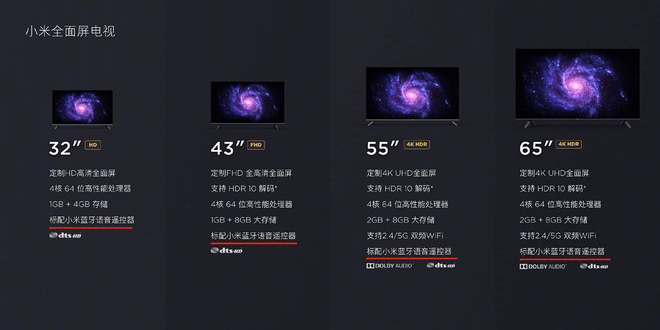 小米全面屏电视
32″ HD
定制HD高清全面屏
4核 64 位高性能处理器
1GB + 4GB 存储
标配小米蓝牙语音遥控器
dts-HD
43″ FHD
定制FHD 全高清全面屏
支持 HDR 10 解码*
4核 64 位高性能处理器
1GB + 8GB 大存储
标配小米蓝牙语音遥控器
dts-HD
55″ 4K HDR
定制4K UHD全面屏
支持 HDR 10 解码*
4核 64 位高性能处理器
2GB + 8GB 大存储
支持2.4/5G 双频WiFi
标配小米蓝牙语音遥控器
DOLBY AUDIO™ dts-HD
65″ 4K HDR
定制4K UHD全面屏
支持 HDR 10 解码*
4核 64 位高性能处理器
2GB + 8GB 大存储
支持2.4/5G 双频WiFi
标配小米蓝牙语音遥控器
DOLBY AUDIO™ dts-HD